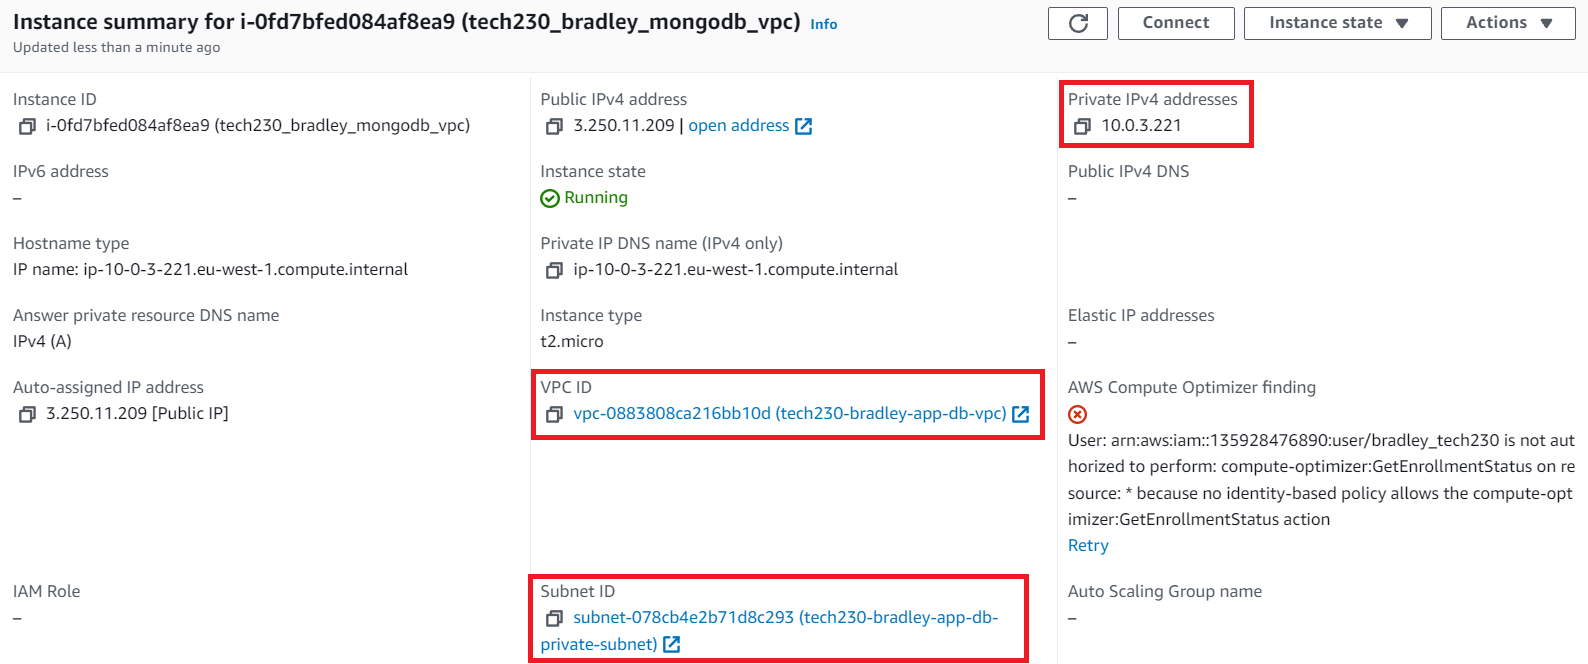 Instance summary for i-0fd7bfed084af8ea9 (tech230_bradley_mongodb_vpc) Info
Updated less than a minute ago
Connect
Instance state
Actions
Instance ID
i-0fd7bfed084af8ea9 (tech230_bradley_mongodb_vpc)
Public IPv4 address
3.250.11.209 | open address
Private IPv4 addresses
10.0.3.221
IPv6 address
–
Instance state
Running
Public IPv4 DNS
–
Hostname type
IP name: ip-10-0-3-221.eu-west-1.compute.internal
Private IP DNS name (IPv4 only)
ip-10-0-3-221.eu-west-1.compute.internal
Answer private resource DNS name
IPv4 (A)
Instance type
t2.micro
Elastic IP addresses
–
Auto-assigned IP address
3.250.11.209 [Public IP]
VPC ID
vpc-0883808ca216bb10d (tech230-bradley-app-db-vpc)
AWS Compute Optimizer finding
User: arn:aws:iam::135928476890:user/bradley_tech230 is not aut
horized to perform: compute-optimizer:GetEnrollmentStatus on re
source: * because no identity-based policy allows the compute-opt
imizer:GetEnrollmentStatus action
Retry
IAM Role
–
Subnet ID
subnet-078cb4e2b71d8c293 (tech230-bradley-app-db-
private-subnet)
Auto Scaling Group name
–